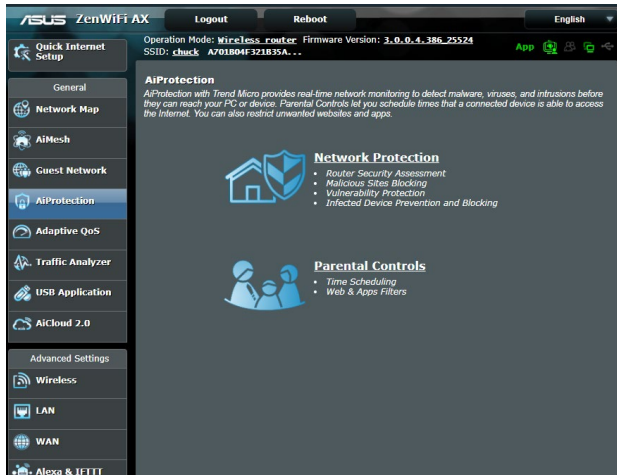 ASUS ZenWiFi AX Logout Reboot English
Quick Internet Setup
Operation Mode: Wireless router Firmware Version: 3.0.0.4.386_25524
SSID: chuck A701B04F321B35A...
App
General
Network Map
AiMesh
Guest Network
AiProtection
Adaptive QoS
Traffic Analyzer
USB Application
AiCloud 2.0
Advanced Settings
Wireless
LAN
WAN
Alexa & IFTTT
AiProtection
AiProtection with Trend Micro provides real-time network monitoring to detect malware, viruses, and intrusions before
they can reach your PC or device. Parental Controls let you schedule times that a connected device is able to access
the Internet. You can also restrict unwanted websites and apps.
Network Protection
• Router Security Assessment
• Malicious Sites Blocking
• Vulnerability Protection
• Infected Device Prevention and Blocking
Parental Controls
• Time Scheduling
• Web & Apps Filters